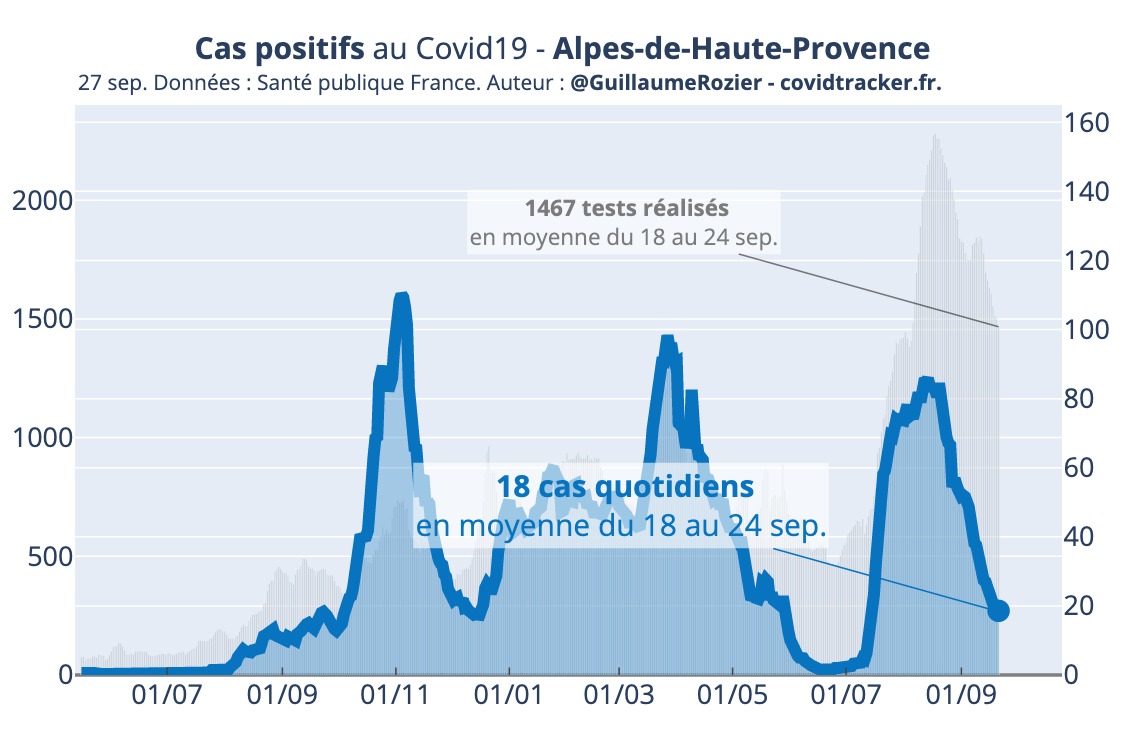 Cas positifs au Covid19 - Alpes-de-Haute-Provence
27 sep. Données : Santé publique France. Auteur : @GuillaumeRozier - covidtracker.fr.
160
140
2000
1467 tests réalisés
en moyenne du 18 au 24 sep.
120
1500
100
80
1000
60
18 cas quotidiens
en moyenne du 18 au 24 sep.
40
500
20
0
0
01/07 01/09 01/11 01/01 01/03 01/05 01/07 01/09